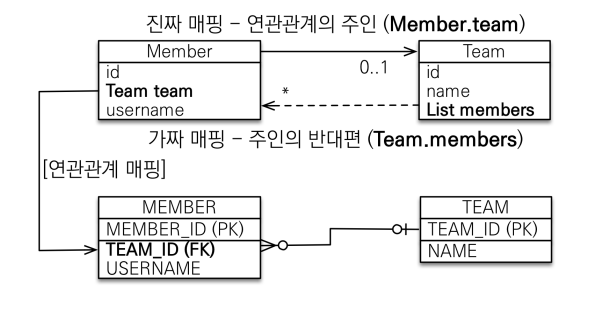 진짜 매핑 - 연관관계의 주인 (Member.team)
Member
id
Team team
username
0..1
*
Team
id
name
List members
가짜 매핑 - 주인의 반대편 (Team.members)
[연관관계 매핑]
MEMBER
MEMBER_ID (PK)
TEAM_ID (FK)
USERNAME
TEAM
TEAM_ID (PK)
NAME